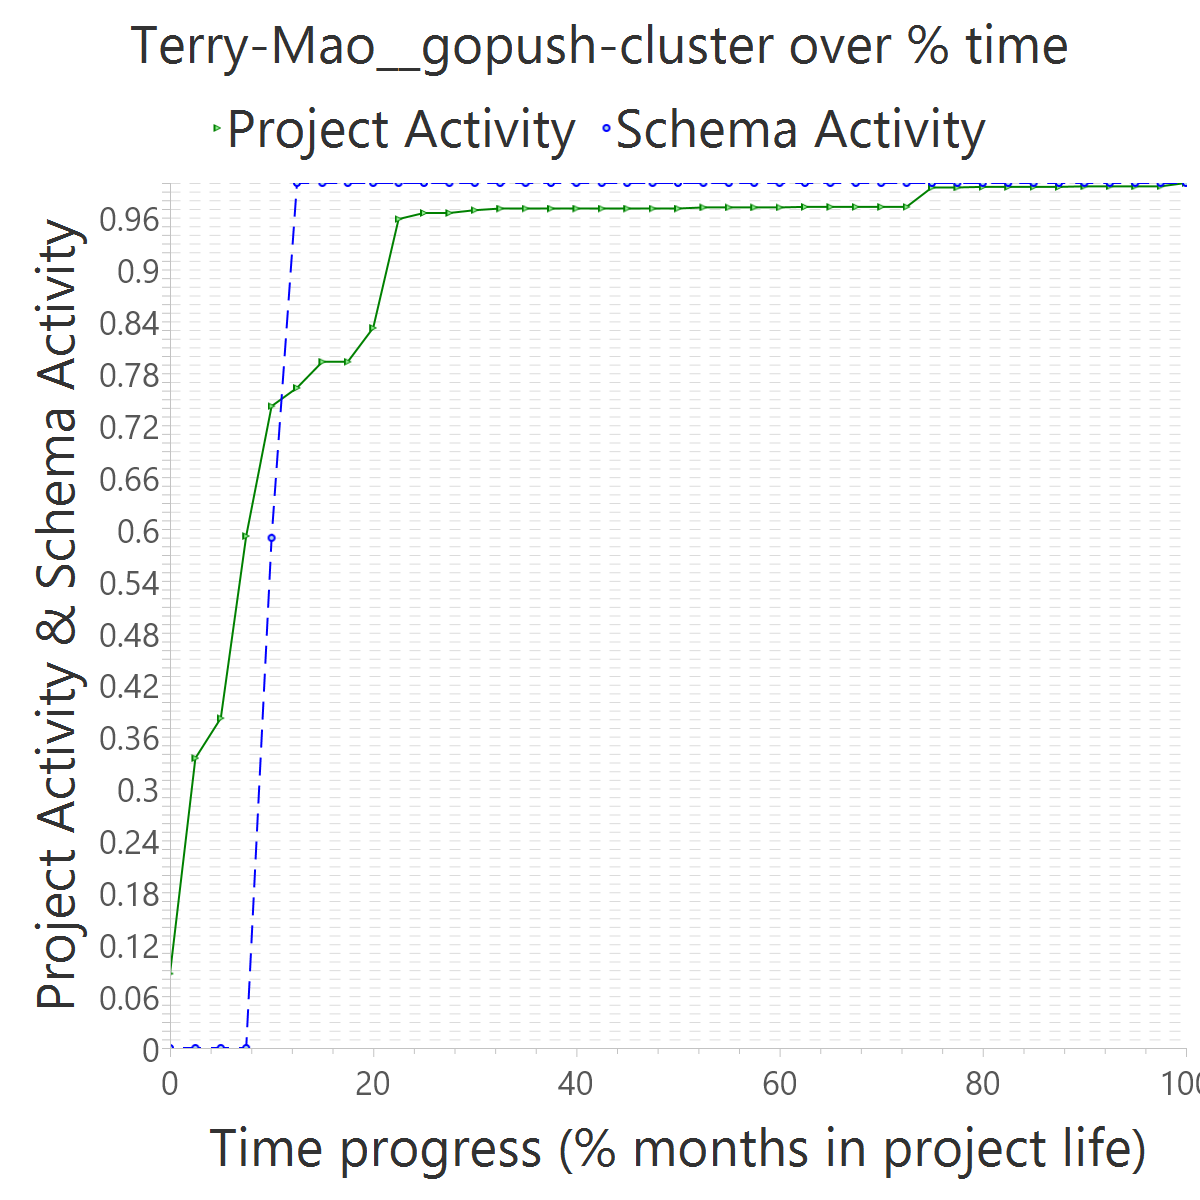 Terry-Mao__gopush-cluster over % time
Project Activity
Schema Activity
Project Activity & Schema Activity
0.96
0.9
0.84
0.78
0.72
0.66
0.6
0.54
0.48
0.42
0.36
0.3
0.24
0.18
0.12
0.06
0
0 20 40 60 80 100
Time progress (% months in project life)